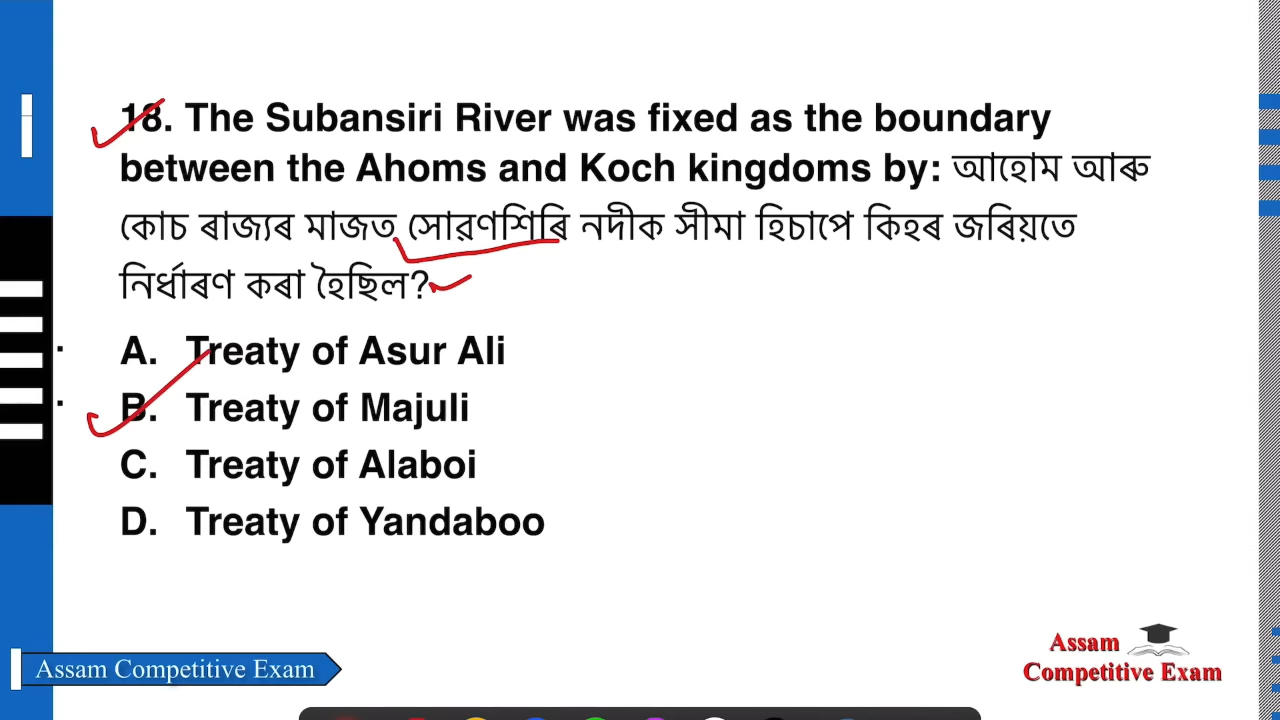 18. The Subansiri River was fixed as the boundary
between the Ahoms and Koch kingdoms by: আহোম আৰু
কোচ ৰাজ্যৰ মাজত সোৱণশিৰি নদীক সীমা হিচাপে কিহৰ জৰিয়তে
নিৰ্ধাৰণ কৰা হৈছিল?
A. Treaty of Asur Ali
B. Treaty of Majuli
C. Treaty of Alaboi
D. Treaty of Yandaboo
Assam Competitive Exam
Assam
Competitive Exam